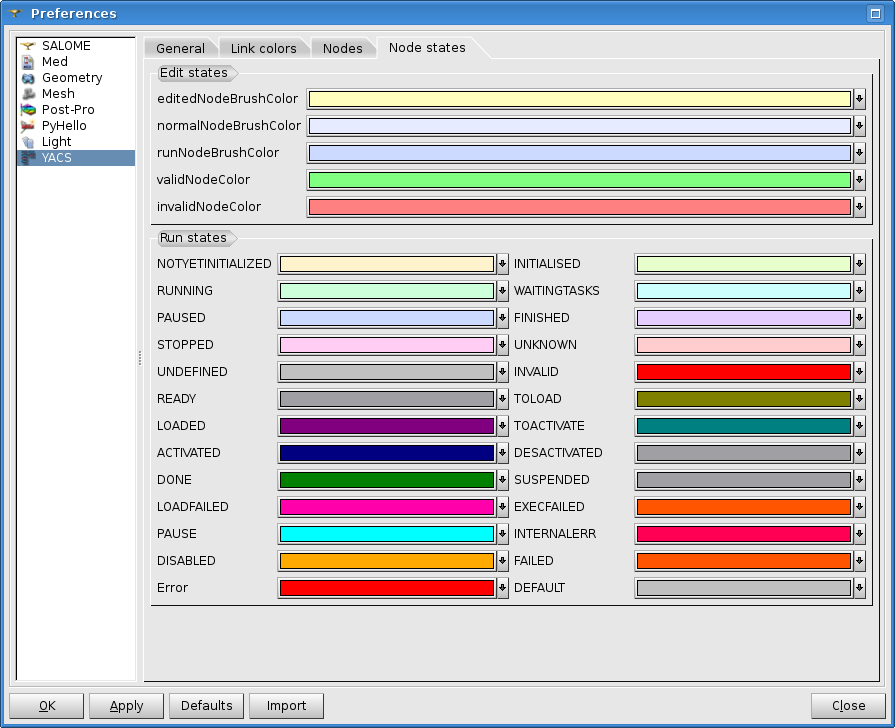 Preferences
SALOME
Med
Geometry
Mesh
Post-Pro
PyHello
Light
YACS
General Link colors Nodes Node states
Edit states
editedNodeBrushColor
normalNodeBrushColor
runNodeBrushColor
validNodeColor
invalidNodeColor
Run states
NOTYETINITIALIZED INITIALISED
RUNNING WAITINGTASKS
PAUSED FINISHED
STOPPED UNKNOWN
UNDEFINED INVALID
READY TOLOAD
LOADED TOACTIVATE
ACTIVATED DESACTIVATED
DONE SUSPENDED
LOADFAILED EXECFAILED
PAUSE INTERNALERR
DISABLED FAILED
Error DEFAULT
OK Apply Defaults Import Close